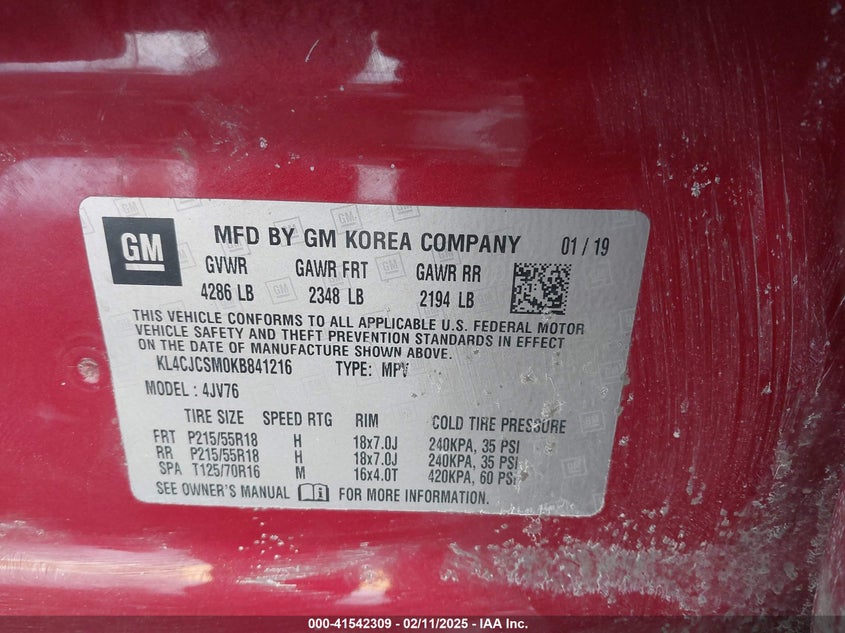 GM MFD BY GM KOREA COMPANY 01 / 19
GVWR GAWR FRT GAWR RR
4286 LB 2348 LB 2194 LB
THIS VEHICLE CONFORMS TO ALL APPLICABLE U.S. FEDERAL MOTOR
VEHICLE SAFETY AND THEFT PREVENTION STANDARDS IN EFFECT
ON THE DATE OF MANUFACTURE SHOWN ABOVE.
KL4CJCSM0KB841216 TYPE: MPV
MODEL : 4JV76
TIRE SIZE SPEED RTG RIM COLD TIRE PRESSURE
FRT P215/55R18 H 18x7.0J 240KPA, 35 PSI
RR P215/55R18 H 18x7.0J 240KPA, 35 PSI
SPA T125/70R16 M 16x4.0T 420KPA, 60 PSI
SEE OWNER'S MANUAL FOR MORE INFORMATION.
000-41542309 - 02/11/2025 - IAA Inc.